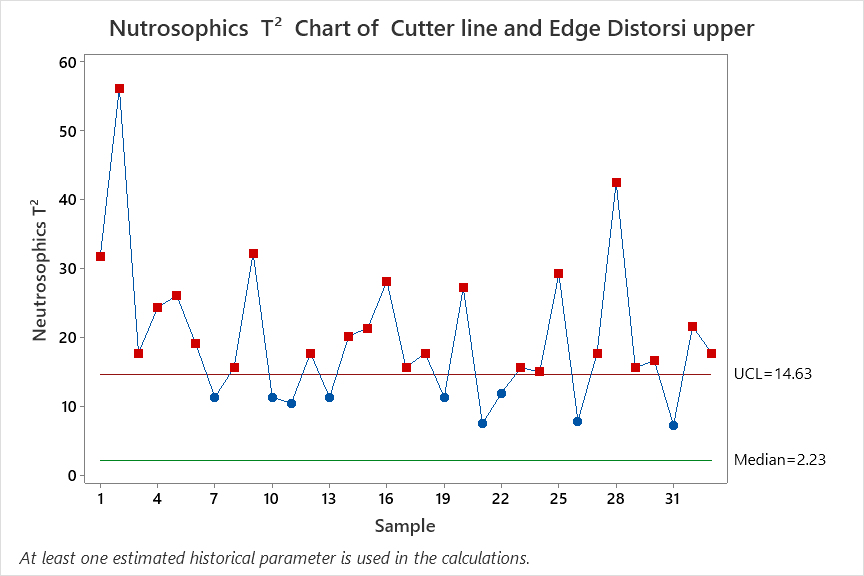 Nutrosophics T² Chart of Cutter line and Edge Distorsi upper
60
50
40
30
20
10
0
Neutrosophics T²
UCL=14.63
Median=2.23
1 4 7 10 13 16 19 22 25 28 31
Sample
At least one estimated historical parameter is used in the calculations.